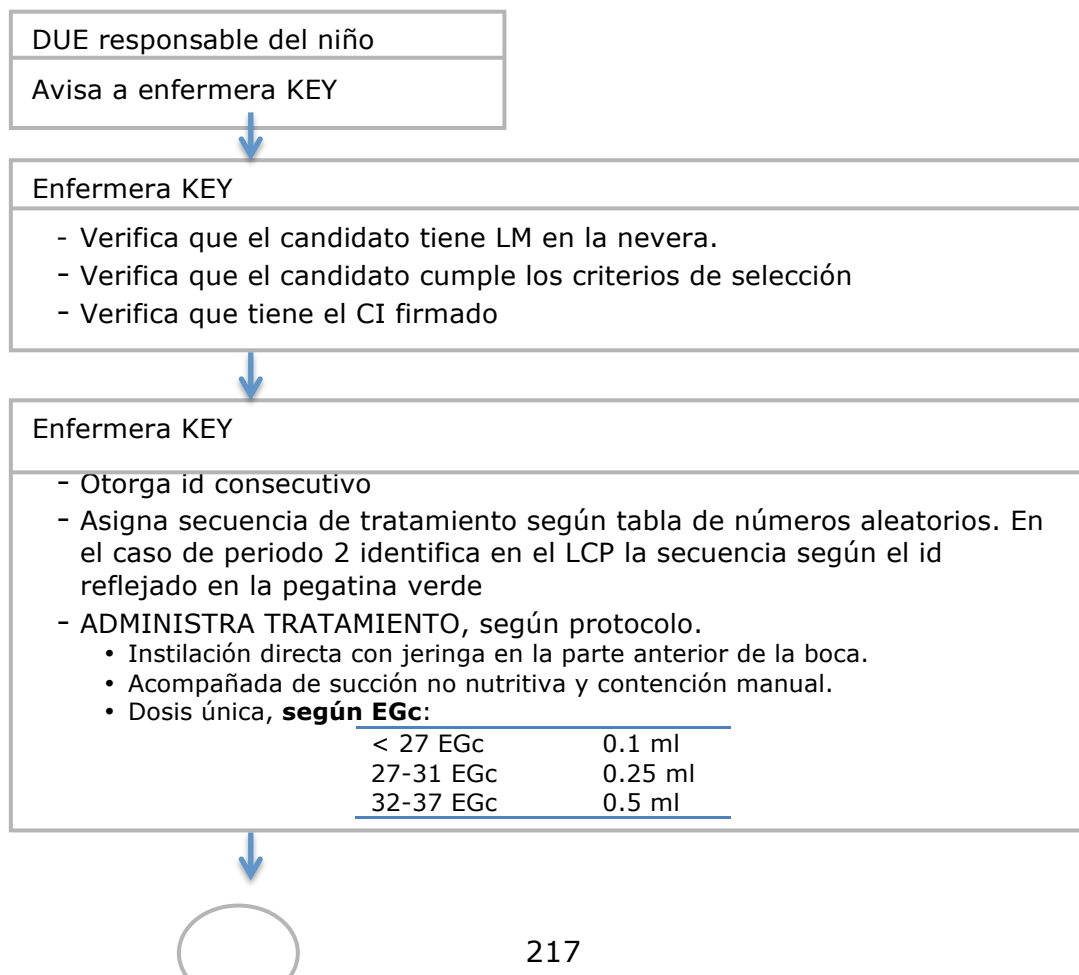 DUE responsable del niño
Avisa a enfermera KEY
Enfermera KEY
- Verifica que el candidato tiene LM en la nevera.
- Verifica que el candidato cumple los criterios de selección
- Verifica que tiene el CI firmado
Enfermera KEY
- Otorga id consecutivo
- Asigna secuencia de tratamiento según tabla de números aleatorios. En
el caso de periodo 2 identifica en el LCP la secuencia según el id
reflejado en la pegatina verde
- ADMINISTRA TRATAMIENTO, según protocolo.
• Instilación directa con jeringa en la parte anterior de la boca.
• Acompañada de succión no nutritiva y contención manual.
• Dosis única, según EGc:
< 27 EGc 0.1 ml
27-31 EGc 0.25 ml
32-37 EGc 0.5 ml
217